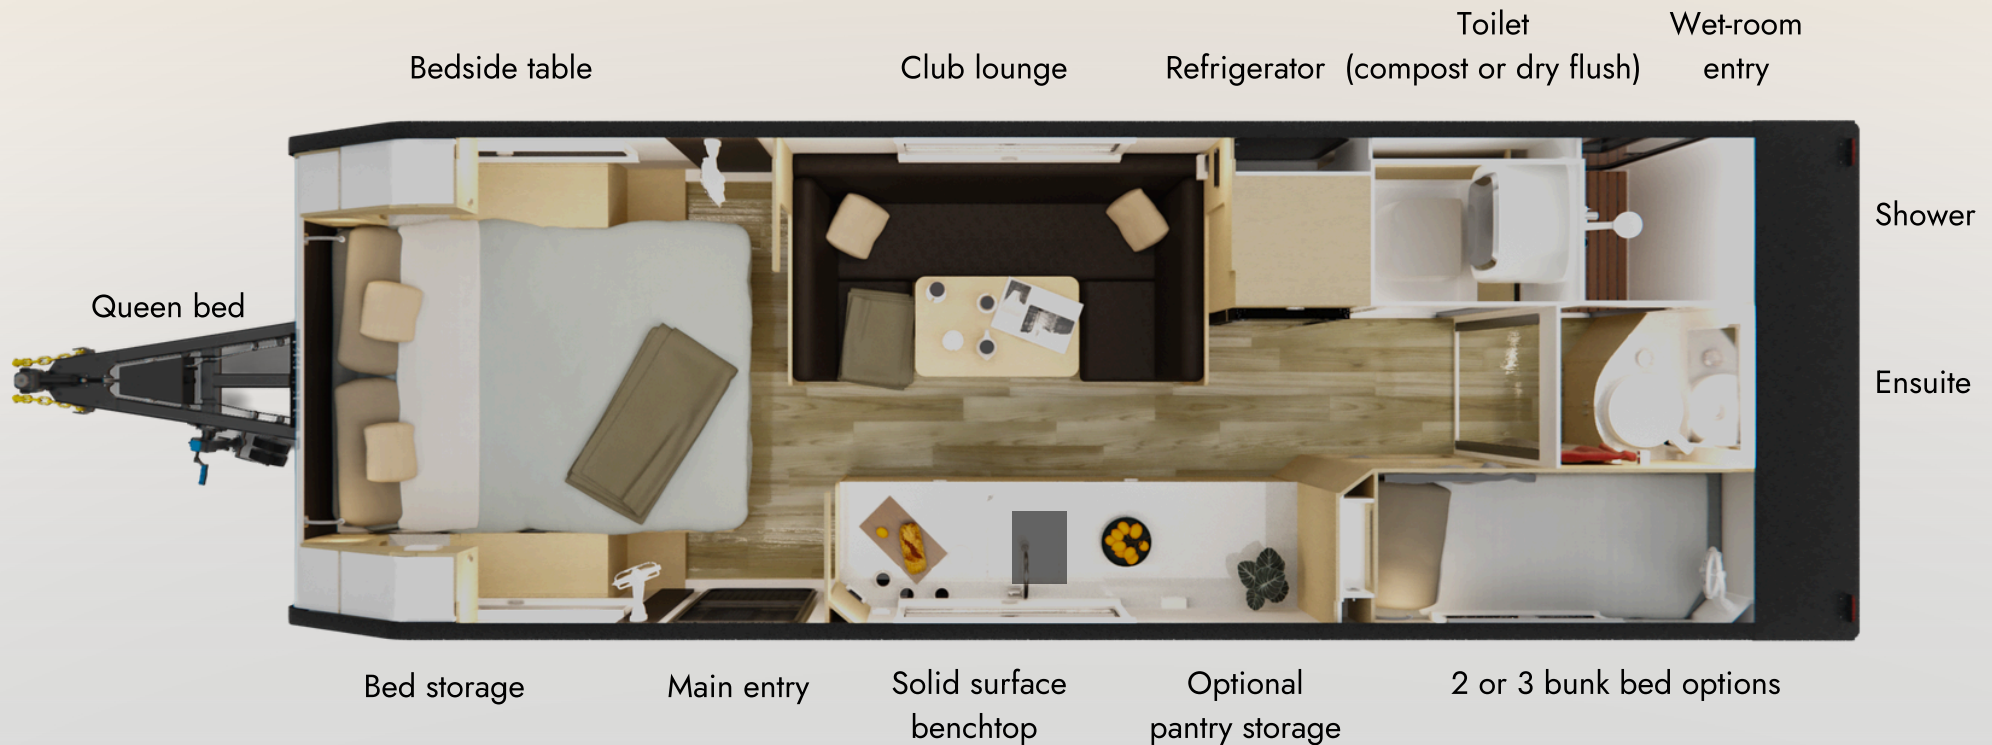 Toilet
(compost or dry flush)
Wet-room
entry
Bedside table
Club lounge
Refrigerator
Shower
Queen bed
Ensuite
Bed storage
Main entry
Solid surface
benchtop
Optional
pantry storage
2 or 3 bunk bed options